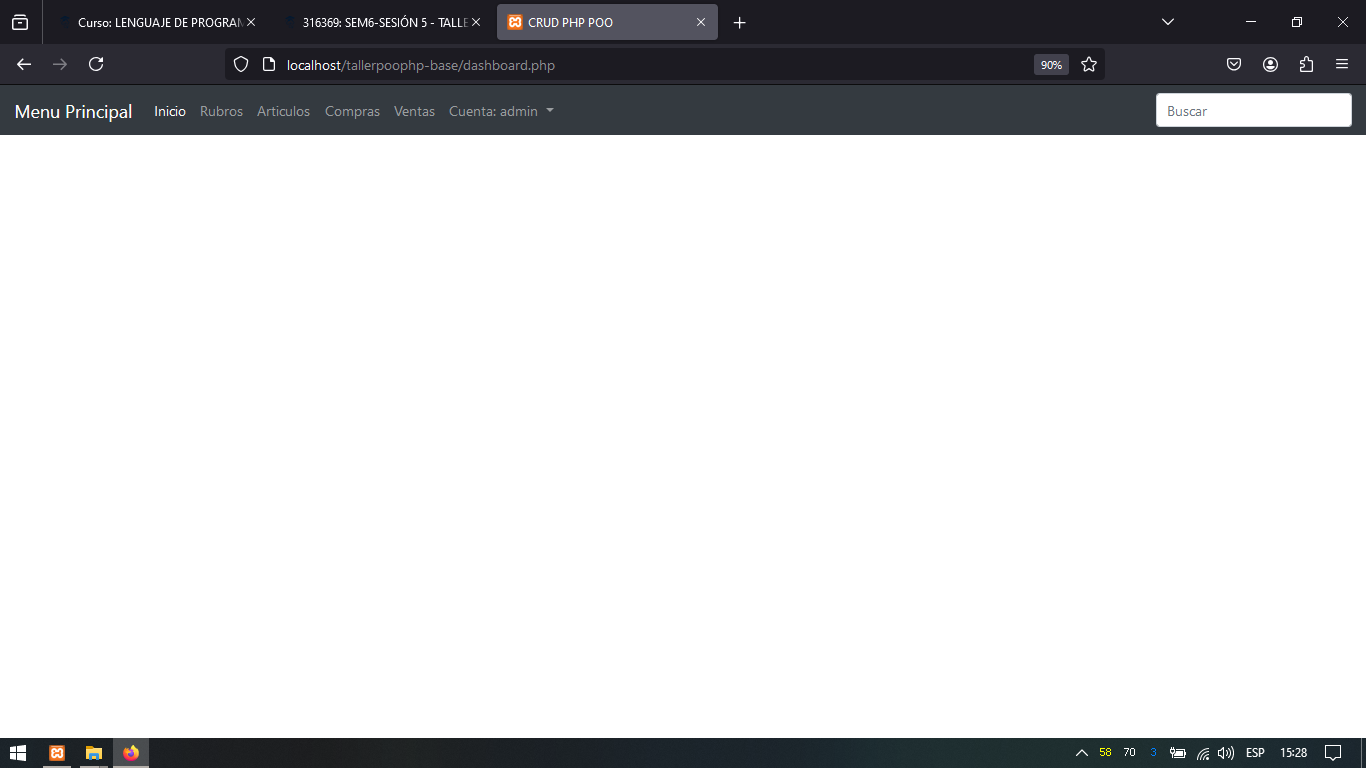 Curso: LENGUAJE DE PROGRAM
316369: SEM6-SESIÓN 5 - TALLE
CRUD PHP POO
localhost/tallerpoophp-base/dashboard.php
90%
Menu Principal Inicio Rubros Articulos Compras Ventas Cuenta: admin Buscar
58 70 3 ESP 15:28